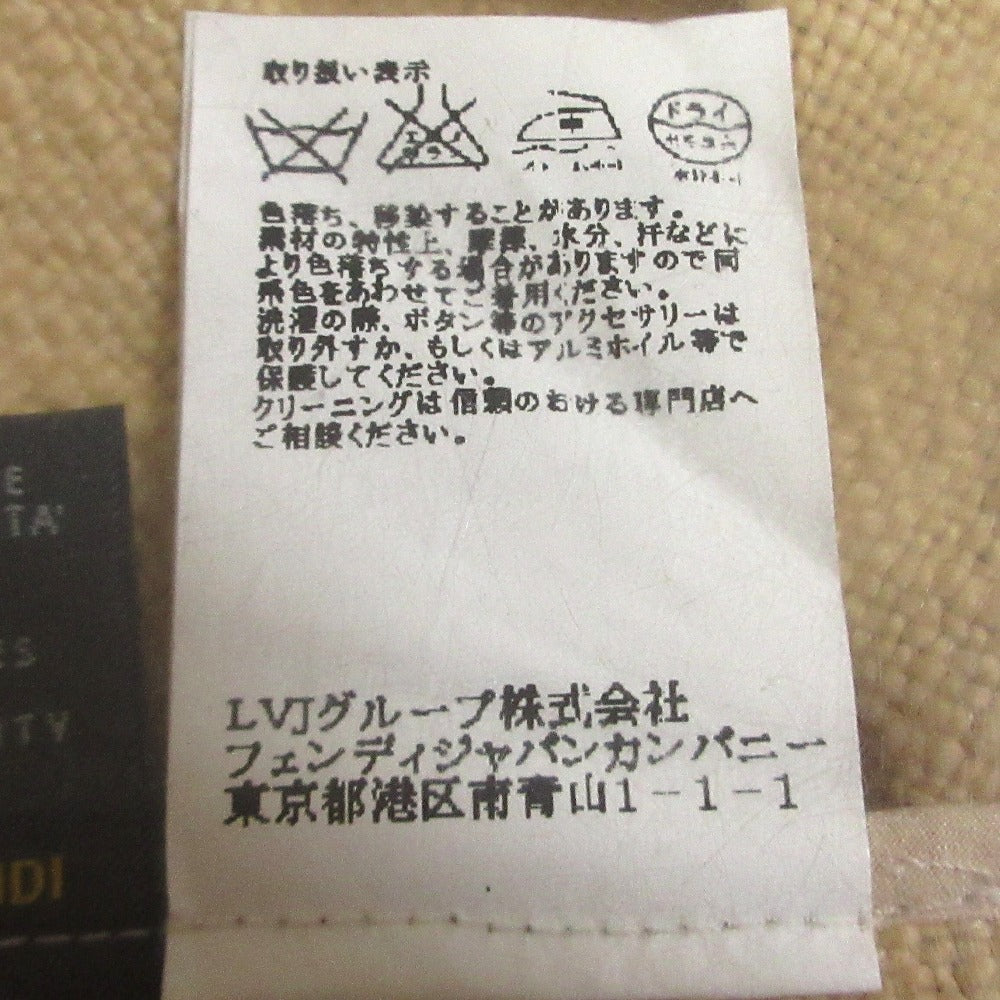 取り扱い表示
ドライ
色落ち、移染することがあります。
素材の特性上、摩擦、水分、汗などに
より色落ちする場合がありますので同
系色をあわせてご着用ください。
洗濯の際、ボタン等のアクセサリーは
取り外すか、もしくはアルミホイル等で
保護してください。
クリーニングは信頼のおける専門店へ
ご相談ください。
LVJグループ株式会社
フェンディジャパンカンパニー
東京都港区南青山1-1-1
E
TA'
ES
ITY
NDI